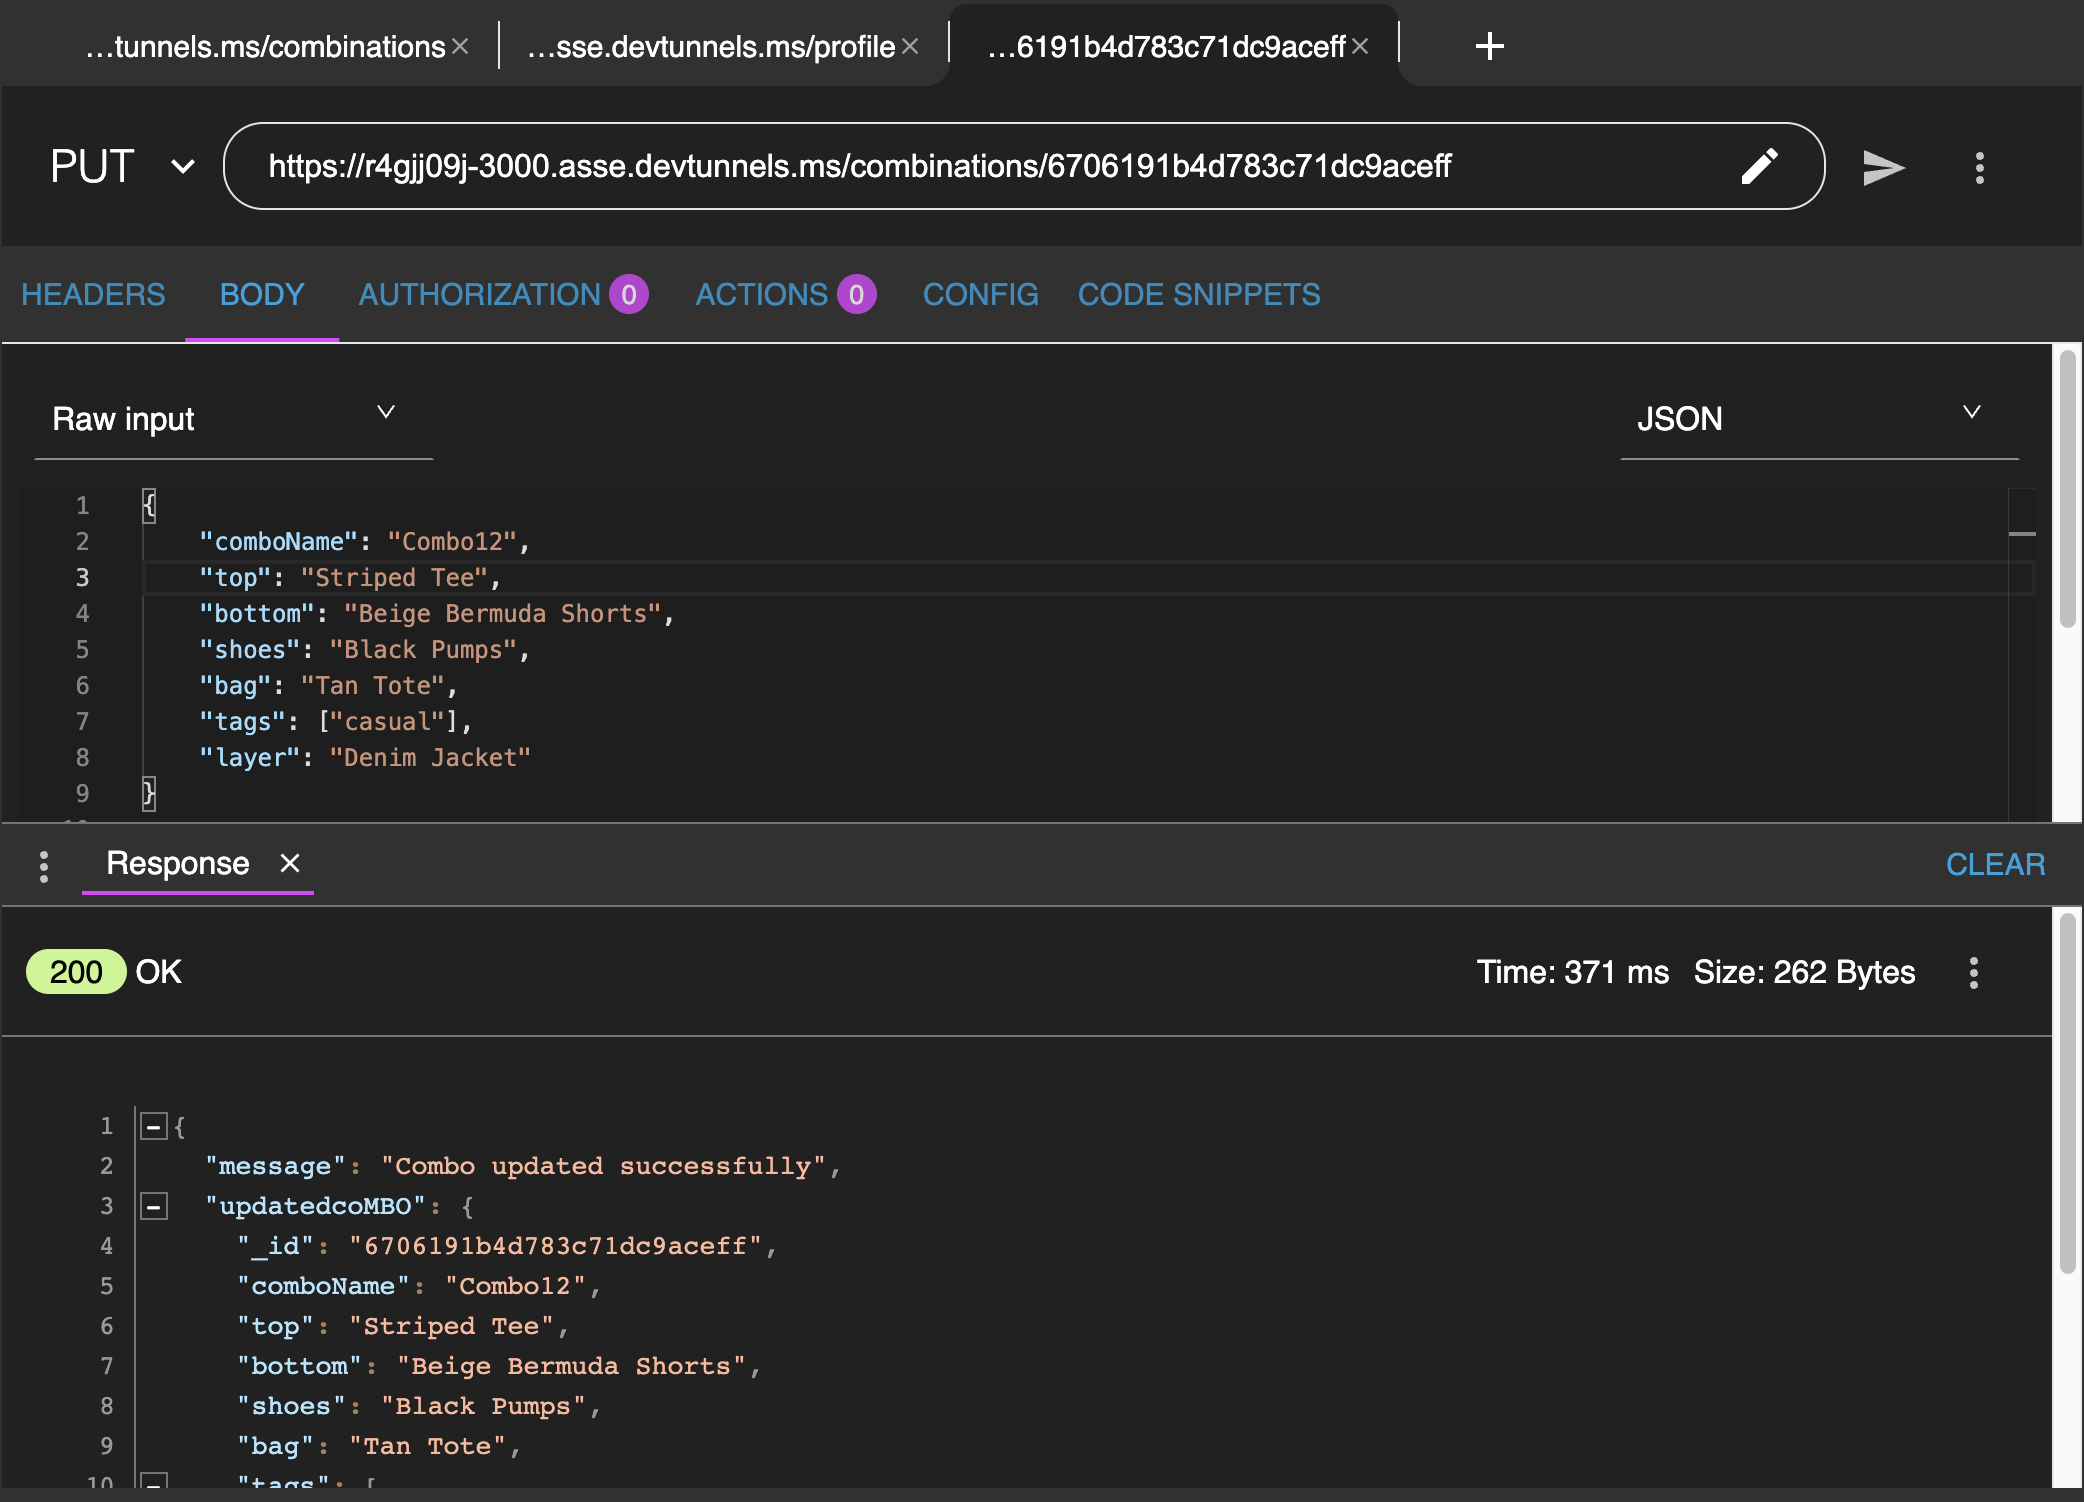 ...tunnels.ms/combinations × ...sse.devtunnels.ms/profile × ...6191b4d783c71dc9aceff × +
PUT https://r4gjj09j-3000.asse.devtunnels.ms/combinations/6706191b4d783c71dc9aceff
HEADERS BODY AUTHORIZATION 0 ACTIONS 0 CONFIG CODE SNIPPETS
Raw input JSON
1 {
2 "comboName": "Combo12",
3 "top": "Striped Tee",
4 "bottom": "Beige Bermuda Shorts",
5 "shoes": "Black Pumps",
6 "bag": "Tan Tote",
7 "tags": ["casual"],
8 "layer": "Denim Jacket"
9 }
Response × CLEAR
200 OK Time: 371 ms Size: 262 Bytes
1 {
2 "message": "Combo updated successfully",
3 "updatedcoMBO": {
4 "_id": "6706191b4d783c71dc9aceff",
5 "comboName": "Combo12",
6 "top": "Striped Tee",
7 "bottom": "Beige Bermuda Shorts",
8 "shoes": "Black Pumps",
9 "bag": "Tan Tote",
10 "tags": [